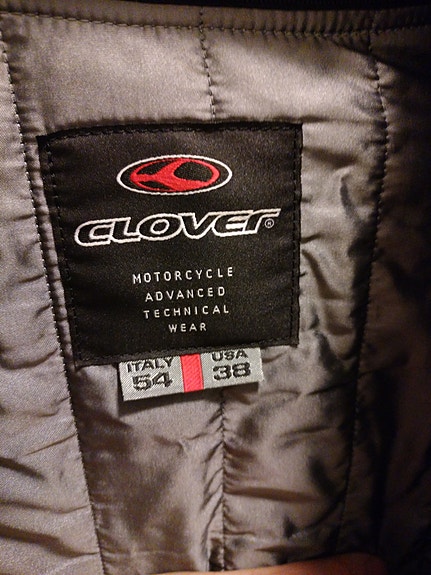 CLOVER®
MOTORCYCLE
ADVANCED
TECHNICAL
WEAR
ITALY USA
54 38